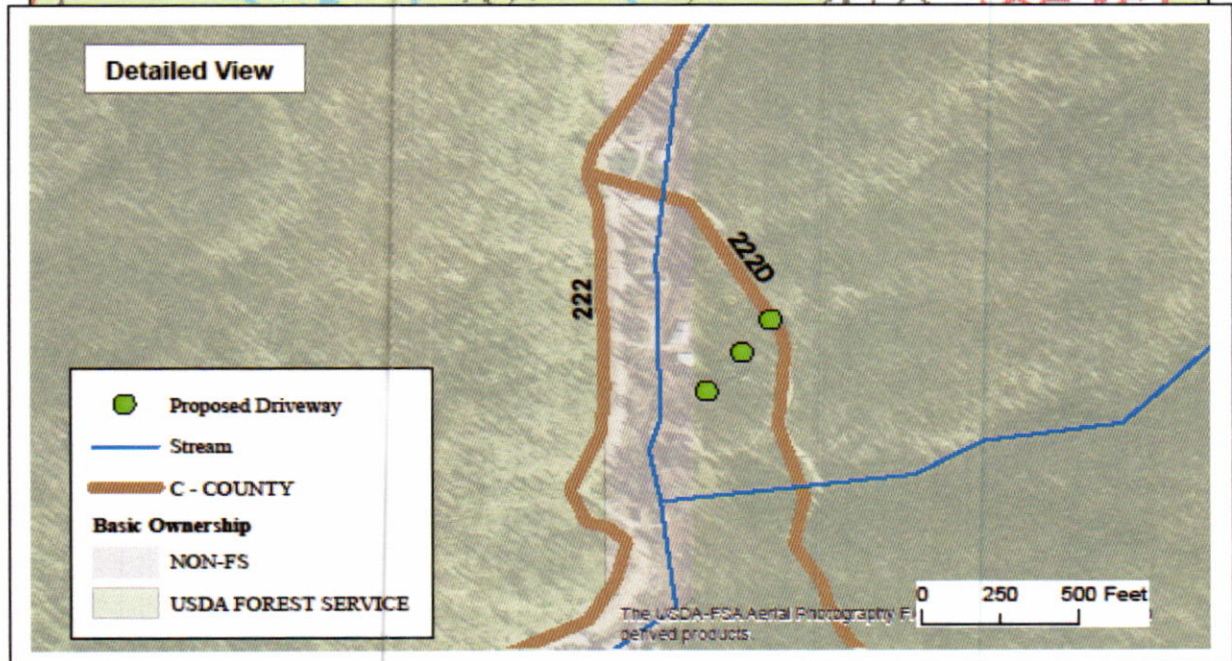 Detailed View
222
222D
Proposed Driveway
Stream
C - COUNTY
Basic Ownership
NON-FS
USDA FOREST SERVICE
0 250 500 Feet
The USDA-FSA Aerial Photography
derived products.